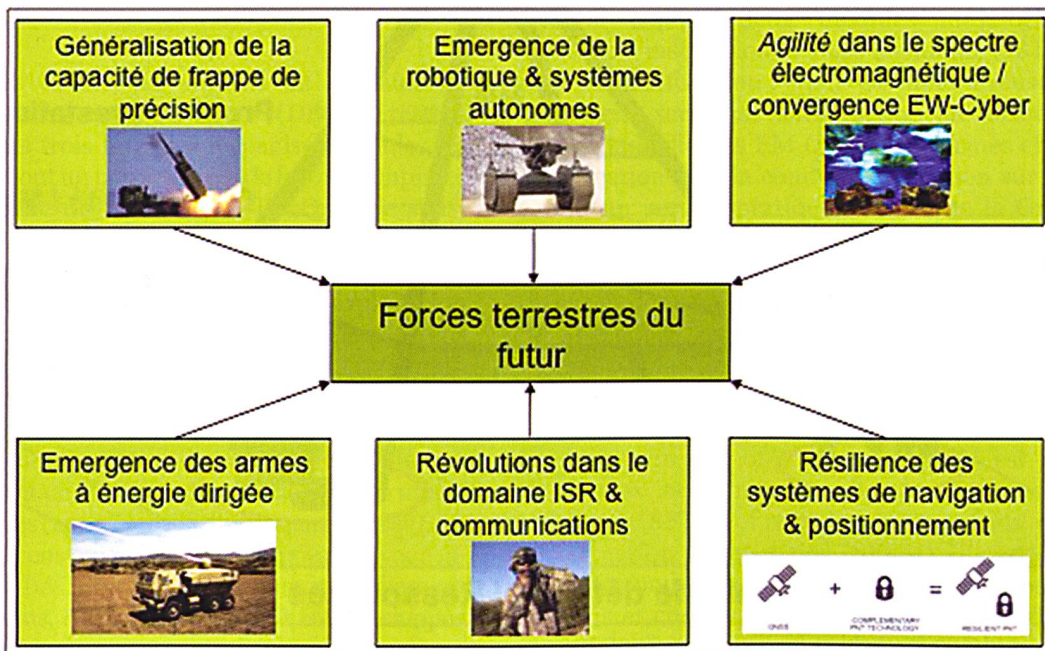 Généralisation de la
capacité de frappe de
précision
Emergence de la
robotique & systèmes
autonomes
Agilité dans le spectre
électromagnétique /
convergence EW-Cyber
Forces terrestres du
futur
Emergence des armes
à énergie dirigée
Révolutions dans le
domaine ISR &
communications
Résilience des
systèmes de navigation
& positionnement
+
=
GNSS
COMPLEMENTARY
PNT TECHNOLOGY
RESILIENT PNT